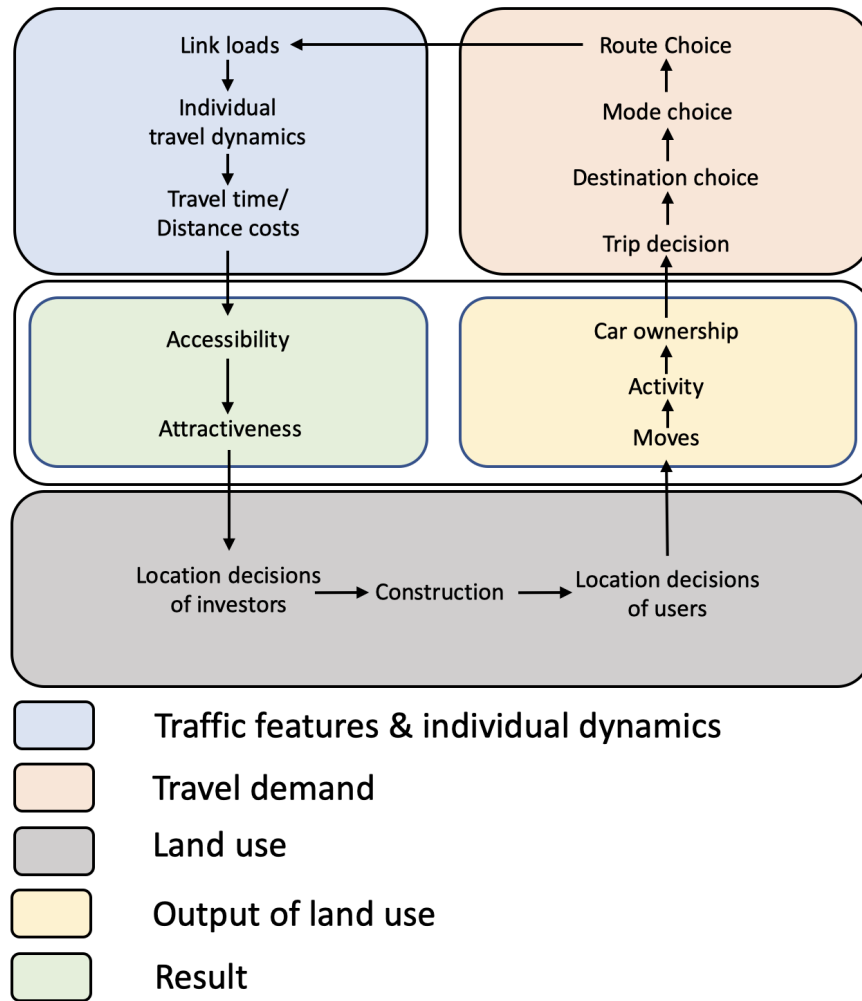 Link loads
Individual
travel dynamics
Travel time/
Distance costs
Route Choice
Mode choice
Destination choice
Trip decision
Accessibility
Attractiveness
Car ownership
Activity
Moves
Location decisions
of investors
Construction
Location decisions
of users
Traffic features & individual dynamics
Travel demand
Land use
Output of land use
Result